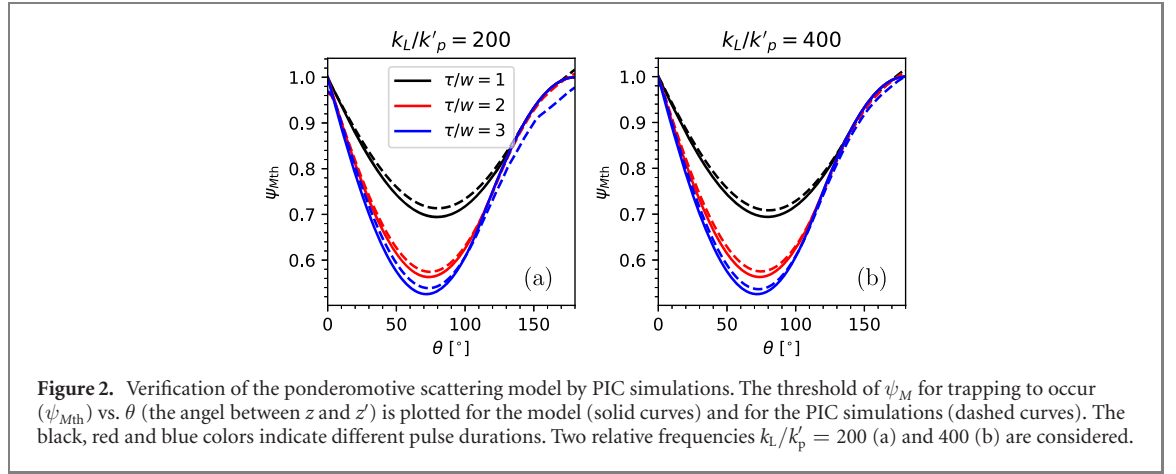 k_L/k'_p = 200
k_L/k'_p = 400
1.0
0.9
0.8
0.7
0.6
ψ_Mth
τ/w = 1
τ/w = 2
τ/w = 3
(a)
0
50
100
150
θ [°]
1.0
0.9
0.8
0.7
0.6
ψ_Mth
(b)
0
50
100
150
θ [°]
Figure 2. Verification of the ponderomotive scattering model by PIC simulations. The threshold of ψ_M for trapping to occur
(ψ_Mth) vs. θ (the angel between z and z′) is plotted for the model (solid curves) and for the PIC simulations (dashed curves). The
black, red and blue colors indicate different pulse durations. Two relative frequencies k_L/k′_p = 200 (a) and 400 (b) are considered.